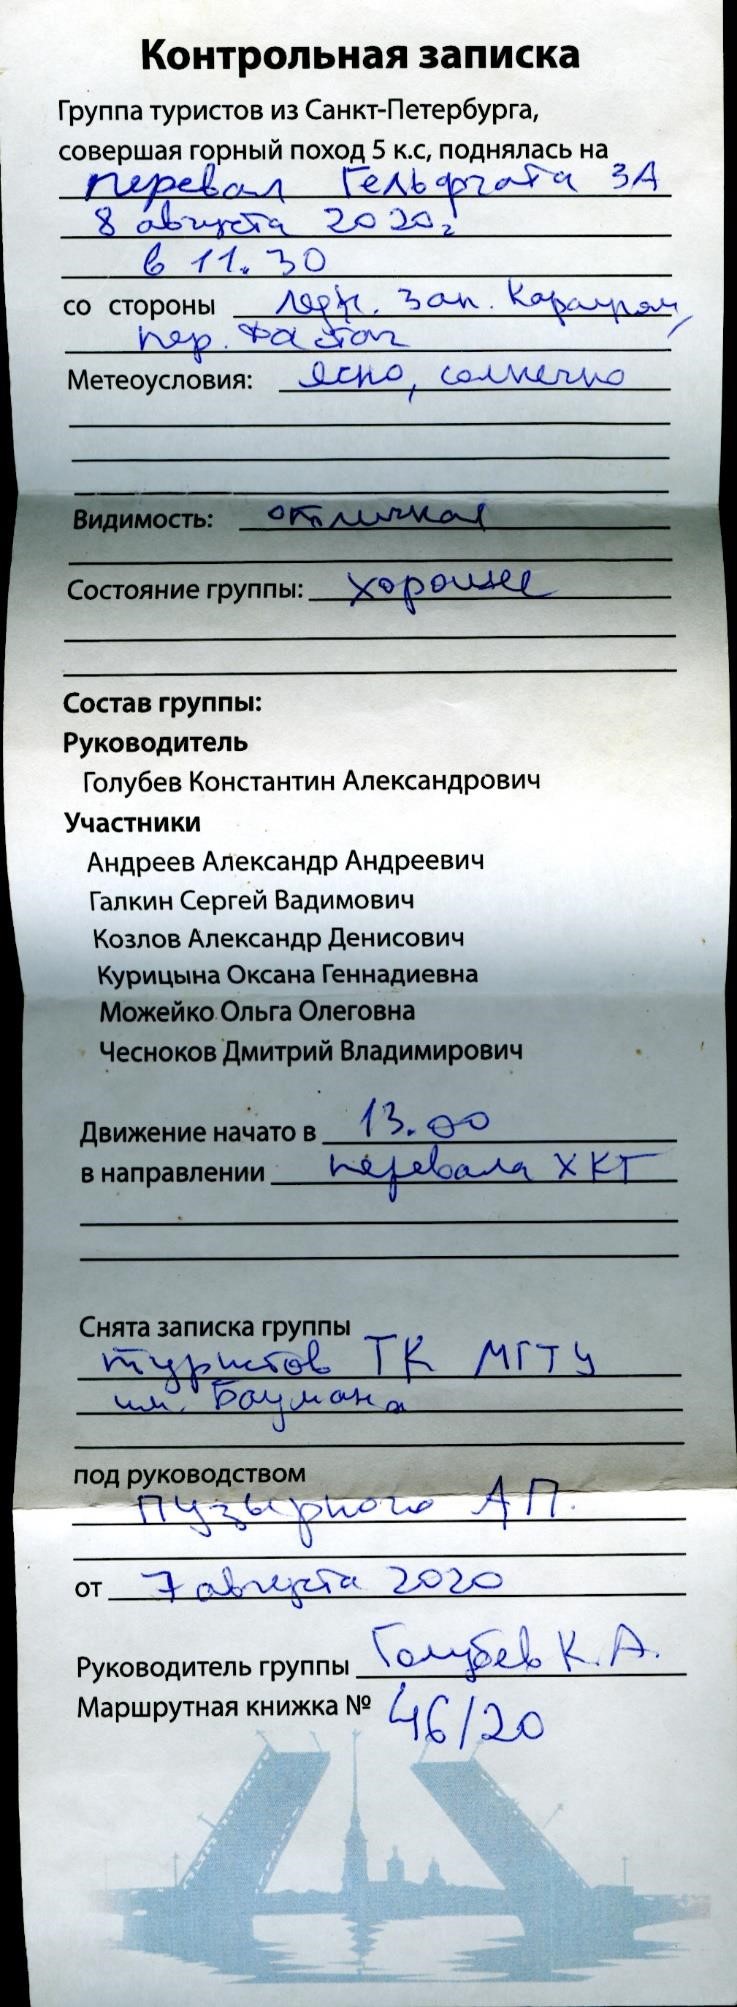 Контрольная записка
Группа туристов из Санкт-Петербурга,
совершая горный поход 5 к.с, поднялась на
перевал Гельфгата 3А
8 августа 2020г
в 11.30
со стороны ледн. Зап. Караугом,
пер. Фастаг
Метеоусловия: ясно, солнечно
Видимость: отличная
Состояние группы: хорошее
Состав группы:
Руководитель
Голубев Константин Александрович
Участники
Андреев Александр Андреевич
Галкин Сергей Вадимович
Козлов Александр Денисович
Курицына Оксана Геннадиевна
Можейко Ольга Олеговна
Чесноков Дмитрий Владимирович
Движение начато в 13.00
в направлении перевала ХКГ
Снята записка группы
туристов ТК МГТУ
им. Баумана
под руководством
Пузырного А П.
от 7 августа 2020
Руководитель группы Голубев К. А.
Маршрутная книжка № 46/20